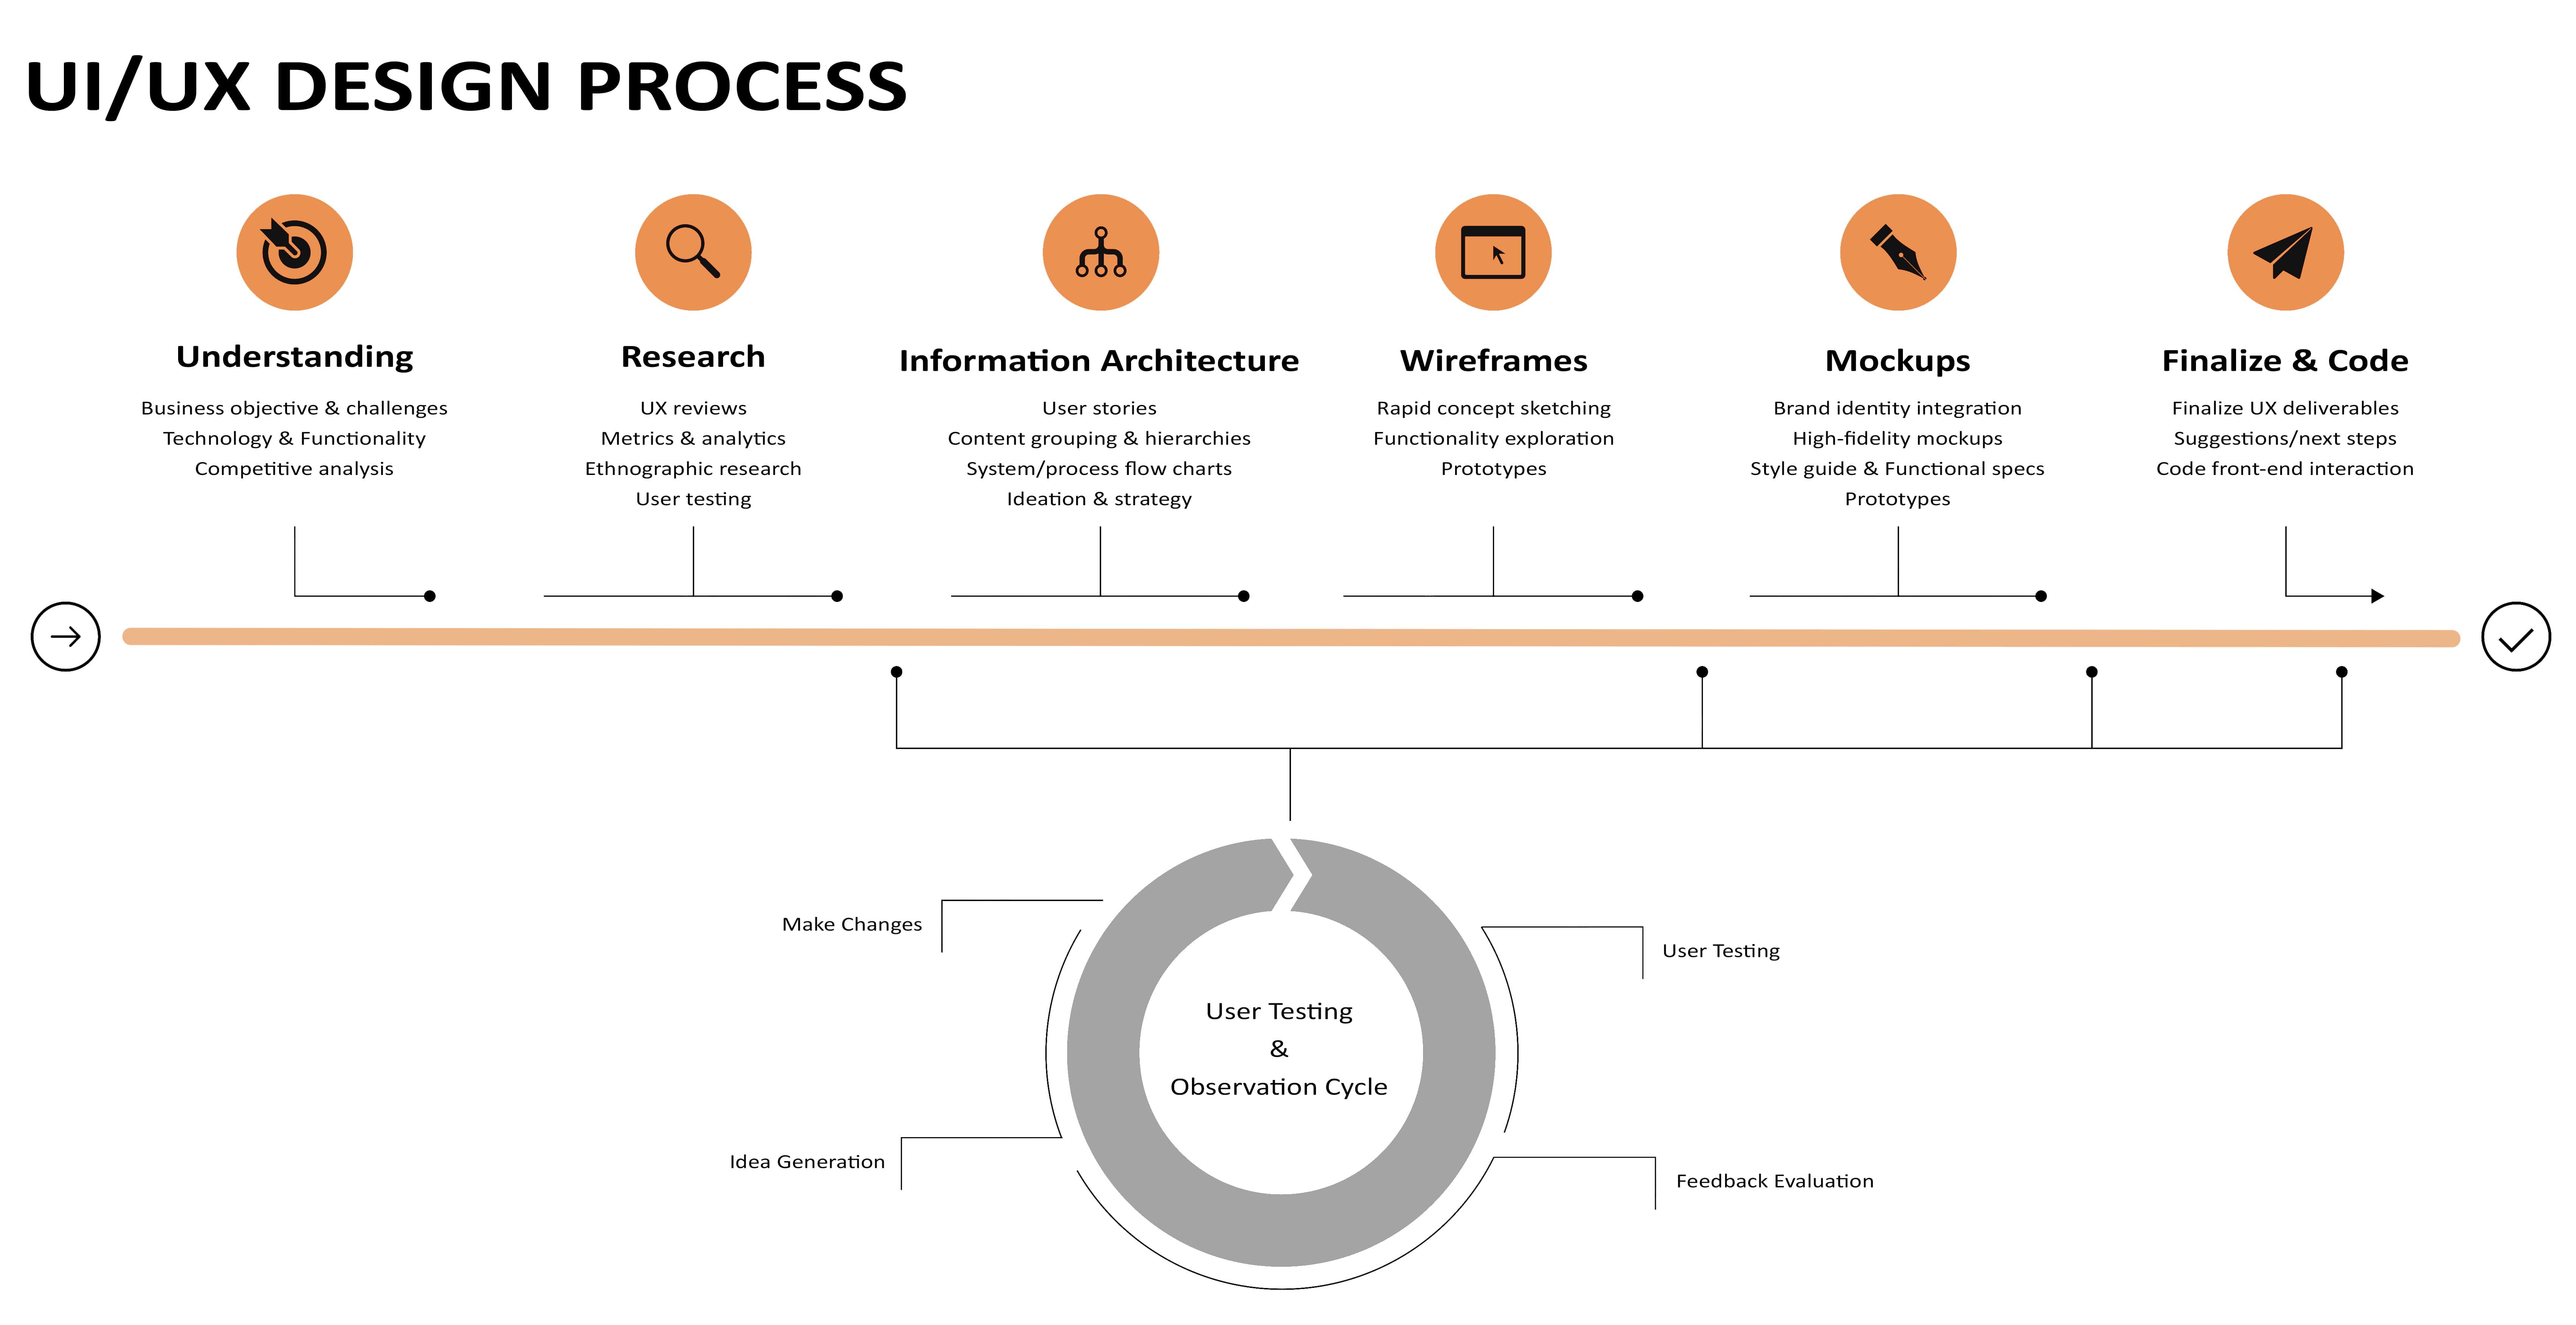 UI/UX DESIGN PROCESS
Understanding
Business objective & challenges
Technology & Functionality
Competitive analysis
Research
UX reviews
Metrics & analytics
Ethnographic research
User testing
Information Architecture
User stories
Content grouping & hierarchies
System/process flow charts
Ideation & strategy
Wireframes
Rapid concept sketching
Functionality exploration
Prototypes
Mockups
Brand identity integration
High-fidelity mockups
Style guide & Functional specs
Prototypes
Finalize & Code
Finalize UX deliverables
Suggestions/next steps
Code front-end interaction
Make Changes
User Testing
User Testing
&
Observation Cycle
Idea Generation
Feedback Evaluation